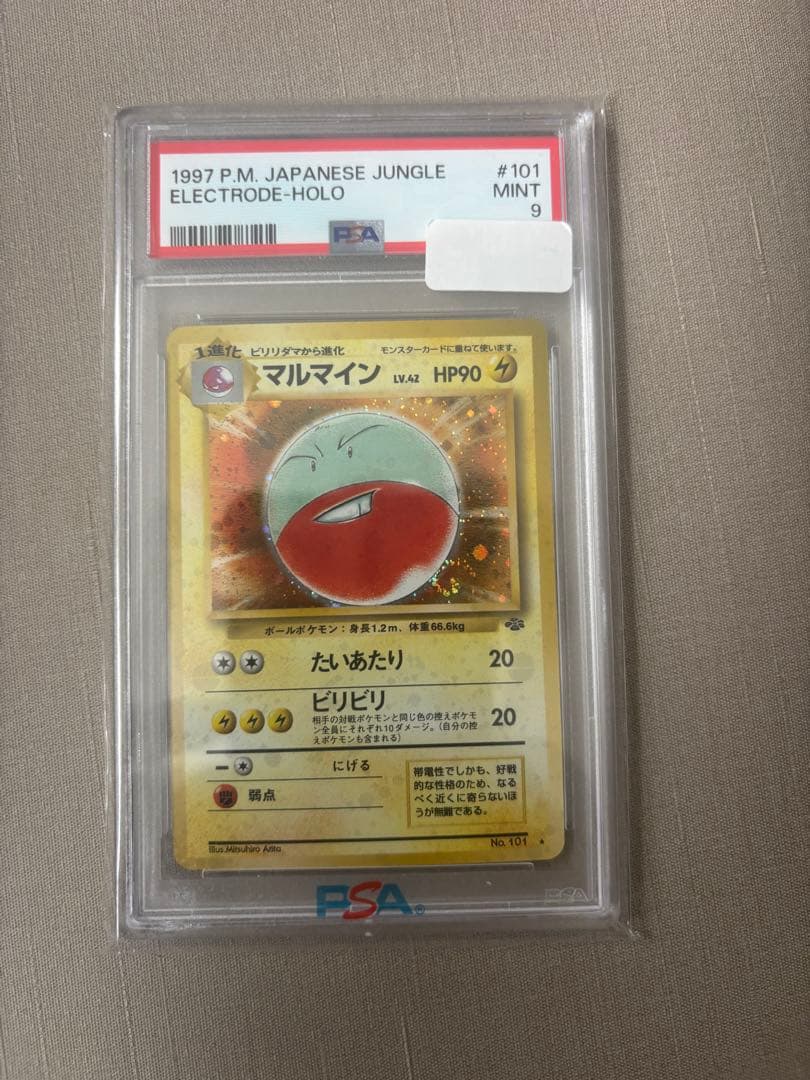 1997 P.M. JAPANESE JUNGLE #101
ELECTRODE-HOLO MINT
9
PSA
1進化 ビリリダマから進化 モンスターカードに重ねて使います。
マルマイン LV.42 HP90
ボールポケモン：身長1.2m、体重66.6kg
たいあたり 20
ビリビリ
相手の対戦ポケモンと同じ色の控えポケモ
ン全員にそれぞれ10ダメージ。（自分の控
えポケモンも含まれる）
20
にげる
弱点
帯電性でしかも、好戦
的な性格のため、なる
べく近くに寄らないほ
うが無難である。
Illus.Mitsuhiro Arita No. 101 ★
PSA®
PSA